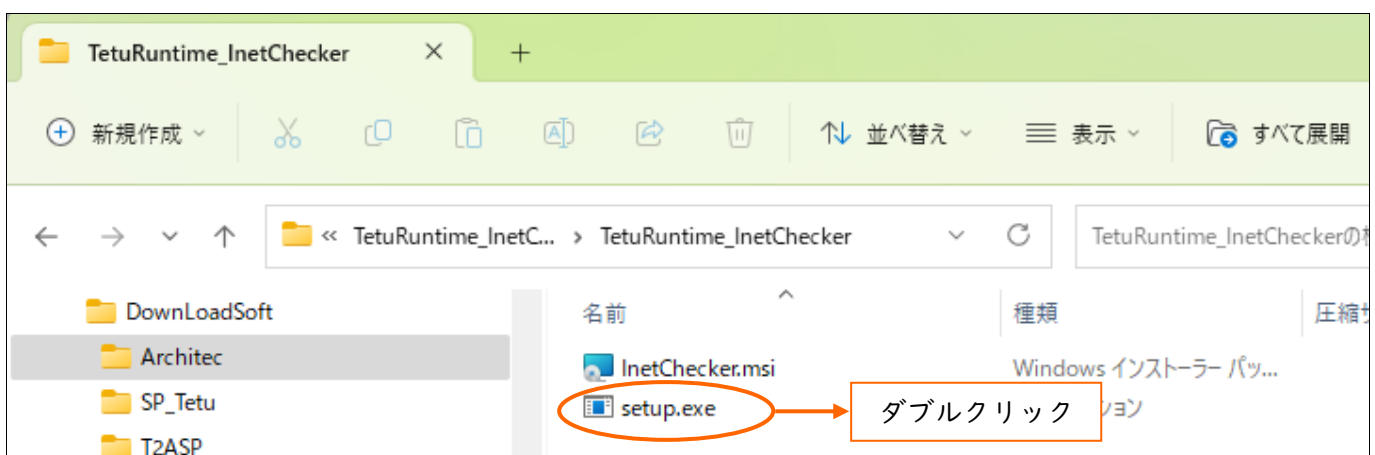 TetuRuntime_InetChecker
新規作成
並べ替え
表示
すべて展開
« TetuRuntime_InetC... › TetuRuntime_InetChecker
TetuRuntime_InetCheckerの
DownLoadSoft
Architec
SP_Tetu
T2ASP
名前
種類
圧縮
InetChecker.msi
Windows インストーラー パッ...
setup.exe
ダブルクリック
ション